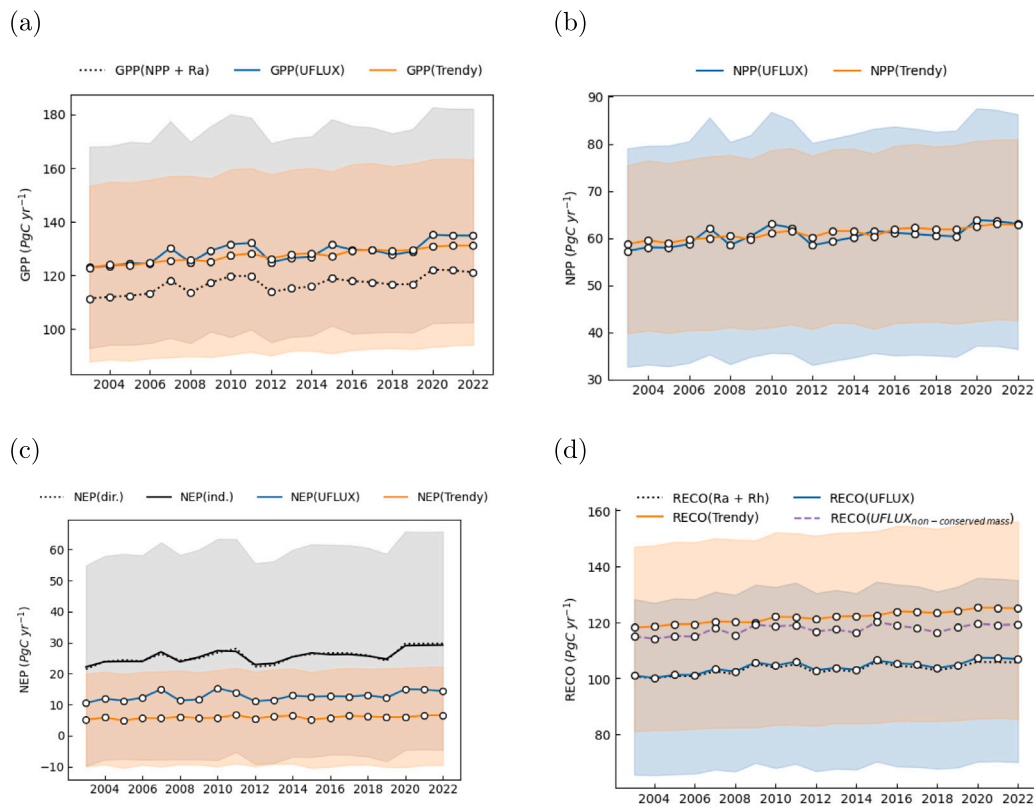 (a)
GPP(NPP + Ra) GPP(UFLUX) GPP(Trendy)
180
160
140
120
100
GPP (PgC yr⁻¹)
2004 2006 2008 2010 2012 2014 2016 2018 2020 2022
(b)
NPP(UFLUX) NPP(Trendy)
90
80
70
60
50
40
30
NPP (PgC yr⁻¹)
2004 2006 2008 2010 2012 2014 2016 2018 2020 2022
(c)
NEP(dir.) NEP(ind.) NEP(UFLUX) NEP(Trendy)
60
50
40
30
20
10
0
−10
NEP (PgC yr⁻¹)
2004 2006 2008 2010 2012 2014 2016 2018 2020 2022
(d)
RECO(Ra + Rh) RECO(UFLUX)
RECO(Trendy) RECO(UFLUXnon−conserved mass)
160
140
120
100
80
RECO (PgC yr⁻¹)
2004 2006 2008 2010 2012 2014 2016 2018 2020 2022